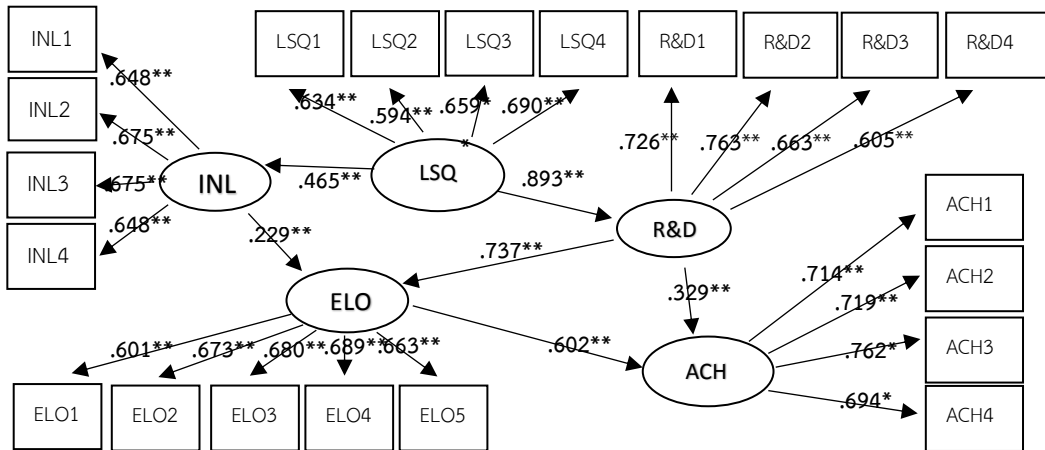 INL1
INL2
INL3
INL4
LSQ1
LSQ2
LSQ3
LSQ4
R&D1
R&D2
R&D3
R&D4
.648**
.675**
.675**
.648**
.634**
.594**
.659*
*
.690**
.726**
.763**
.663**
.605**
INL
.465**
LSQ
.893**
R&D
.229**
.737**
ELO
.329**
.602**
ACH
.714**
.719**
.762*
.694*
ACH1
ACH2
ACH3
ACH4
.601**
.673**
.680**
.689**
.663**
ELO1
ELO2
ELO3
ELO4
ELO5